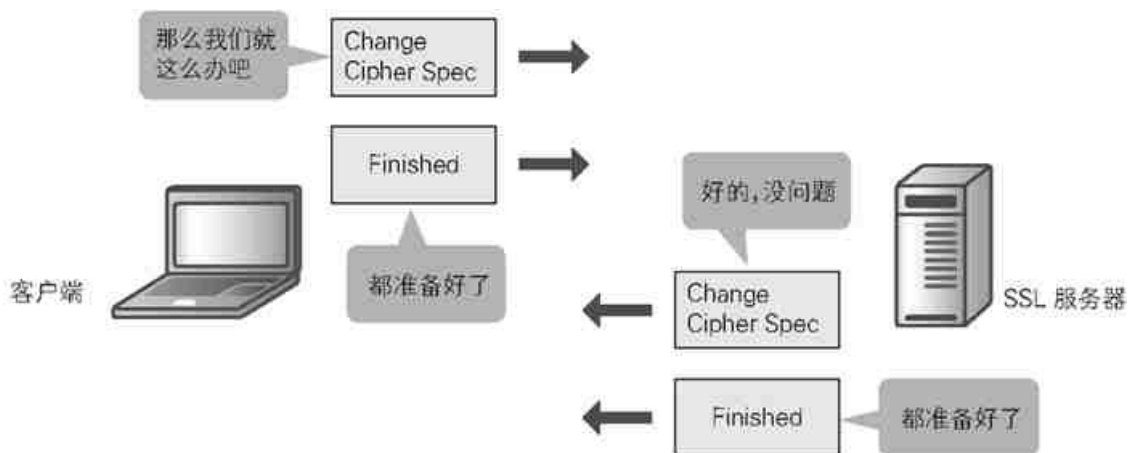 那么我们就
这么办吧
Change
Cipher Spec
Finished
都准备好了
客户端
好的,没问题
Change
Cipher Spec
SSL 服务器
Finished
都准备好了